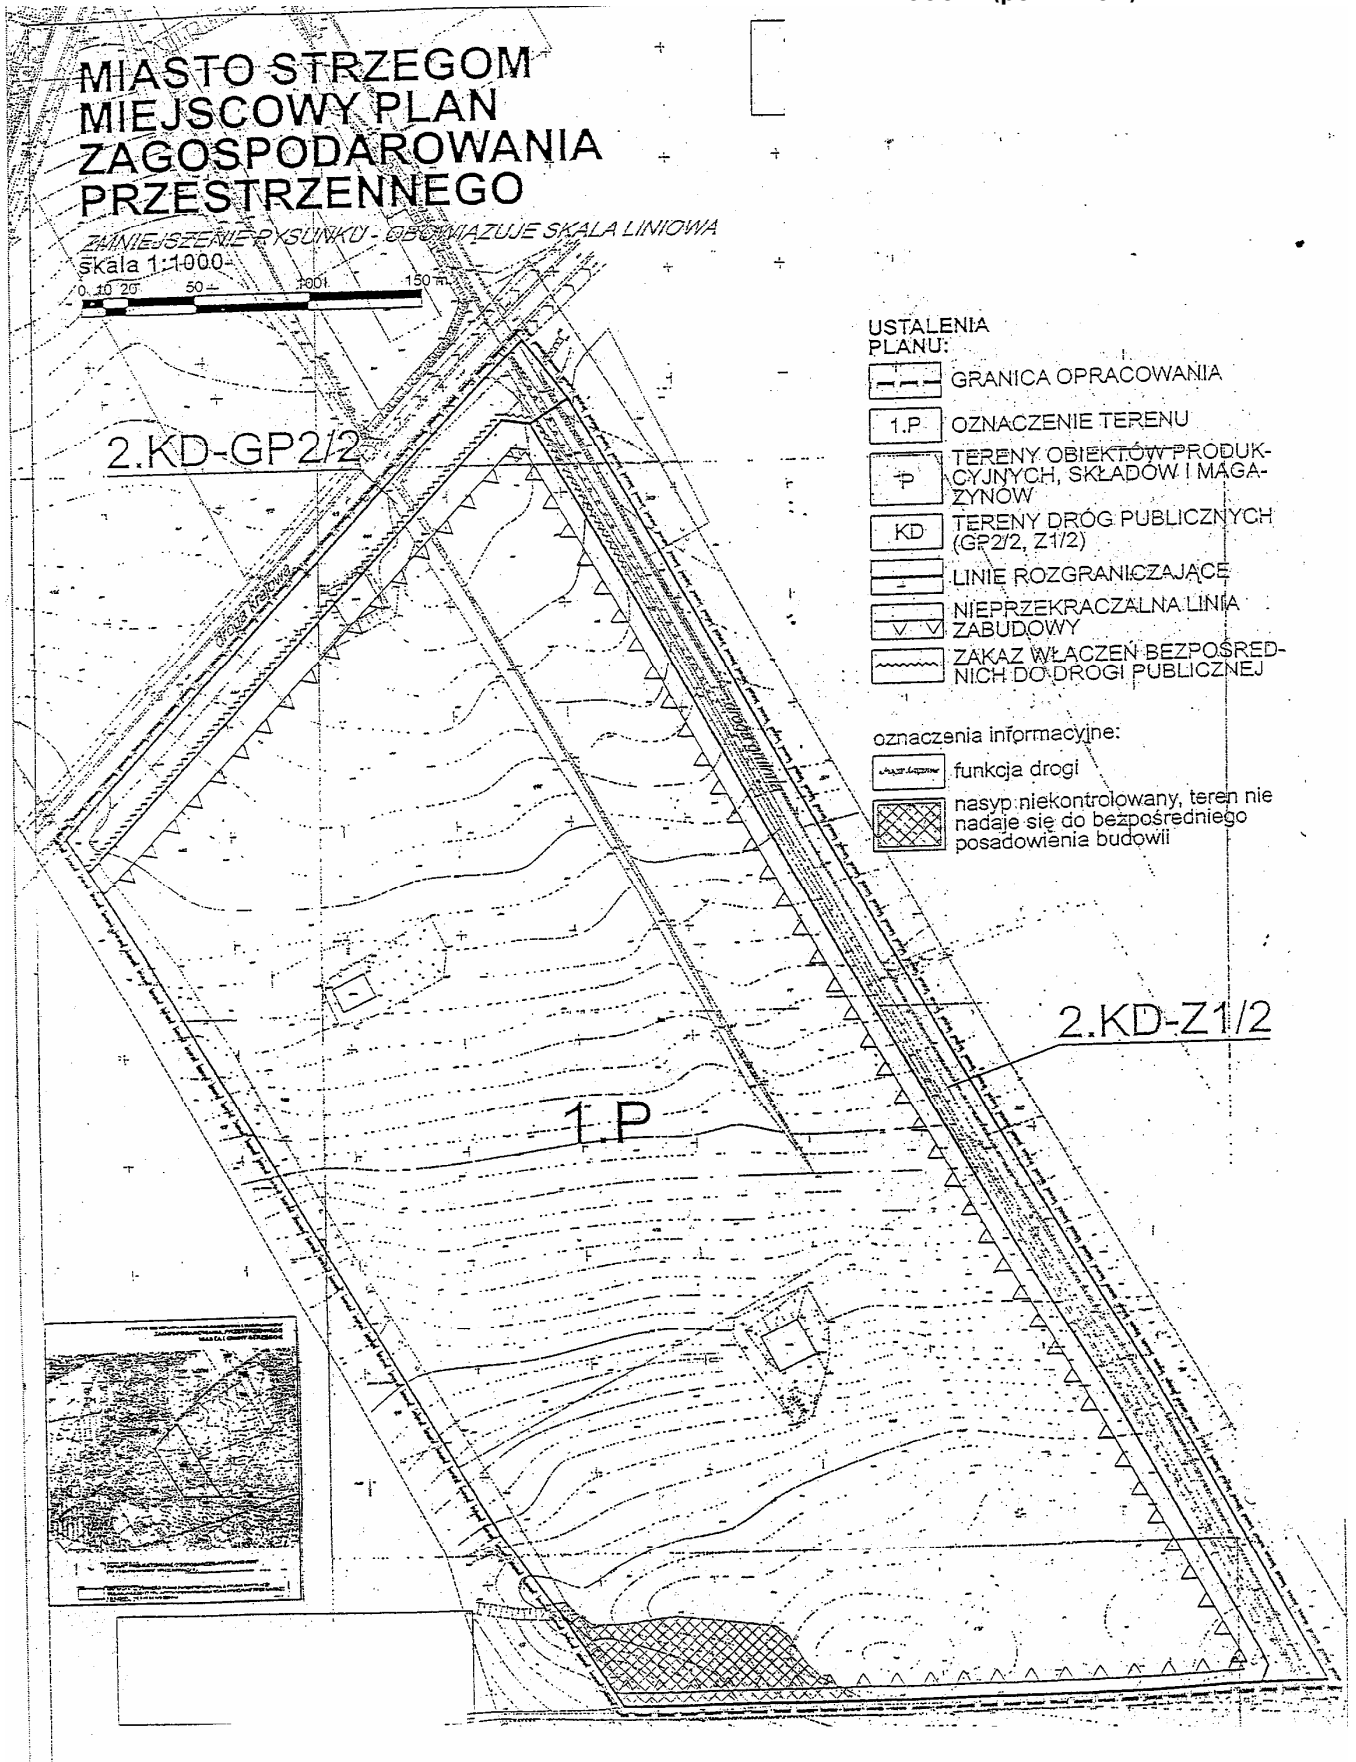 MIASTO STRZEGOM
MIEJSCOWY PLAN
ZAGOSPODAROWANIA
PRZESTRZENNEGO
ZMNIEJSZENIE RYSUNKU - OBOWIĄZUJE SKALA LINIOWA
skala 1:1000
0 10 20 50 100 150 m
USTALENIA
PLANU:
GRANICA OPRACOWANIA
1.P OZNACZENIE TERENU
P
TERENY OBIEKTÓW PRODUK-
CYJNYCH, SKŁADÓW I MAGA-
ZYNÓW
KD
TERENY DRÓG PUBLICZNYCH
(GP2/2, Z1/2)
LINIE ROZGRANICZAJĄCE
NIEPRZEKRACZALNA LINIA
ZABUDOWY
ZAKAZ WŁĄCZEŃ BEZPOŚRED-
NICH DO DROGI PUBLICZNEJ
oznaczenia informacyjne:
funkcja drogi
nasyp niekontrolowany, teren nie
nadaje się do bezpośredniego
posadowienia budowli
2.KD-GP2/2
droga krajowa
droga gminna
2.KD-Z1/2
1.P